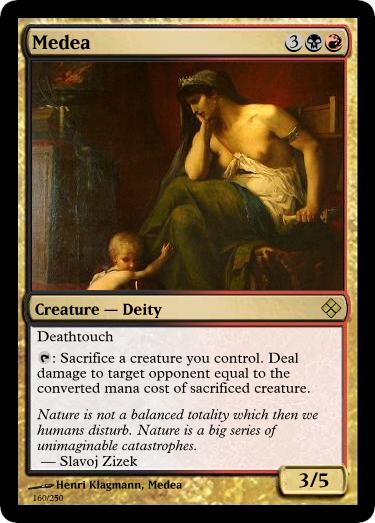 Medea 3
Creature — Deity
Deathtouch
: Sacrifice a creature you control. Deal
damage to target opponent equal to the
converted mana cost of sacrificed creature.
Nature is not a balanced totality which then we
humans disturb. Nature is a big series of
unimaginable catastrophes.
— Slavoj Zizek
Henri Klagmann, Medea
160/250
3/5